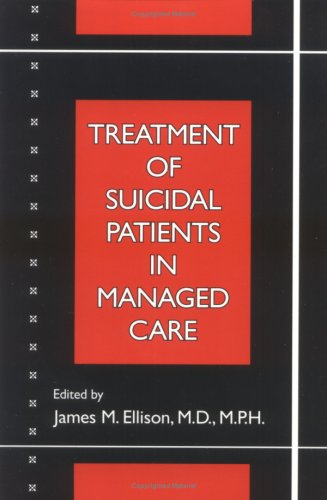 TREATMENT
OF
SUICIDAL
PATIENTS
IN
MANAGED
CARE
Edited by
James M. Ellison, M.D., M.P.H.